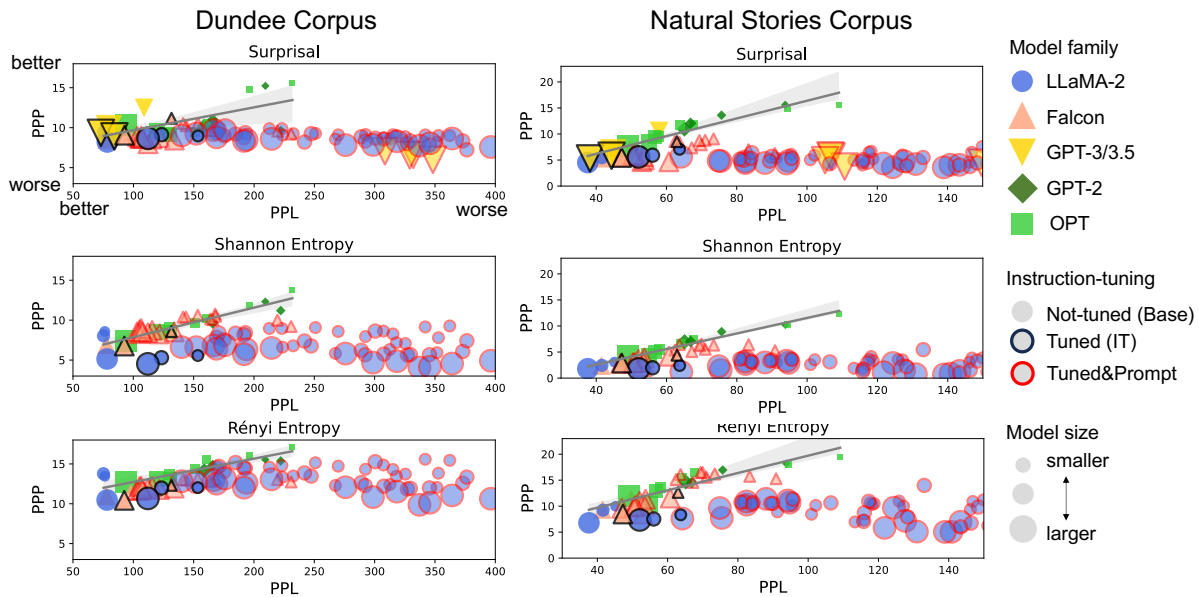 Dundee Corpus
Natural Stories Corpus
Surprisal
better
15
10
5
PPP
worse
50 100 150 200 250 300 350 400
better
PPL
worse
Surprisal
20
15
10
5
0
PPP
40 60 80 100 120 140
PPL
Shannon Entropy
15
10
5
PPP
50 100 150 200 250 300 350 400
PPL
Shannon Entropy
20
15
10
5
0
PPP
40 60 80 100 120 140
PPL
Rényi Entropy
15
10
5
PPP
50 100 150 200 250 300 350 400
PPL
Rényi Entropy
20
15
10
5
0
PPP
40 60 80 100 120 140
PPL
Model family
LLaMA-2
Falcon
GPT-3/3.5
GPT-2
OPT
Instruction-tuning
Not-tuned (Base)
Tuned (IT)
Tuned&Prompt
Model size
smaller
larger